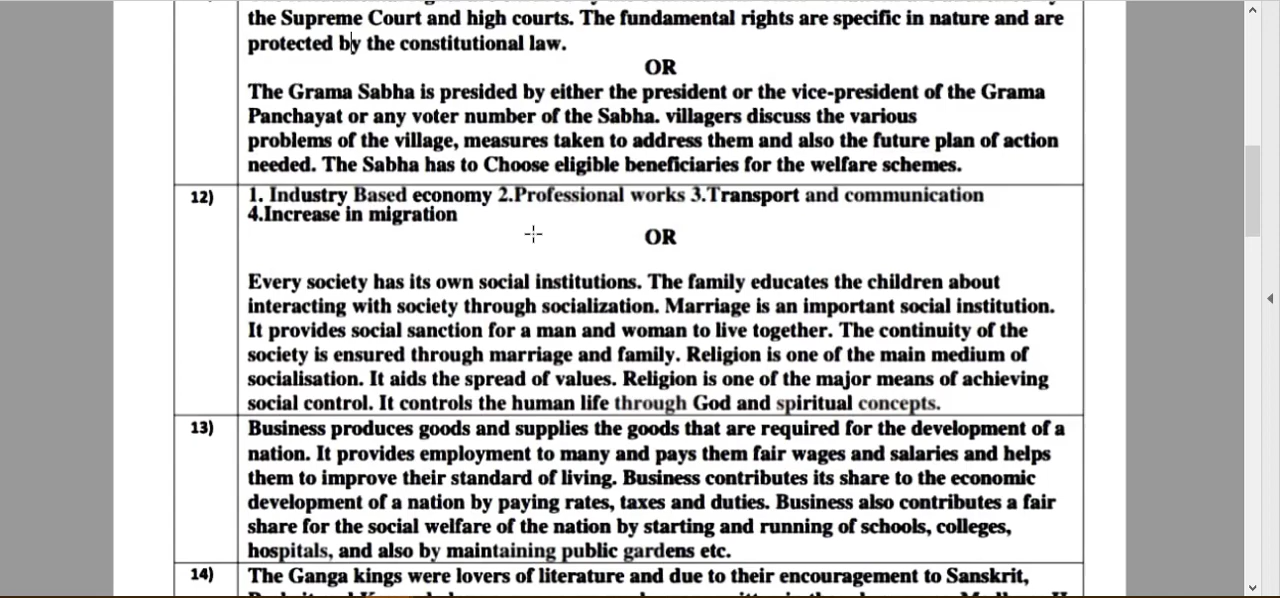 the Supreme Court and high courts. The fundamental rights are specific in nature and are
protected by the constitutional law.
OR
The Grama Sabha is presided by either the president or the vice-president of the Grama
Panchayat or any voter number of the Sabha. villagers discuss the various
problems of the village, measures taken to address them and also the future plan of action
needed. The Sabha has to Choose eligible beneficiaries for the welfare schemes.
12) 1. Industry Based economy 2.Professional works 3.Transport and communication
4.Increase in migration
OR
Every society has its own social institutions. The family educates the children about
interacting with society through socialization. Marriage is an important social institution.
It provides social sanction for a man and woman to live together. The continuity of the
society is ensured through marriage and family. Religion is one of the main medium of
socialisation. It aids the spread of values. Religion is one of the major means of achieving
social control. It controls the human life through God and spiritual concepts.
13) Business produces goods and supplies the goods that are required for the development of a
nation. It provides employment to many and pays them fair wages and salaries and helps
them to improve their standard of living. Business contributes its share to the economic
development of a nation by paying rates, taxes and duties. Business also contributes a fair
share for the social welfare of the nation by starting and running of schools, colleges,
hospitals, and also by maintaining public gardens etc.
14) The Ganga kings were lovers of literature and due to their encouragement to Sanskrit,